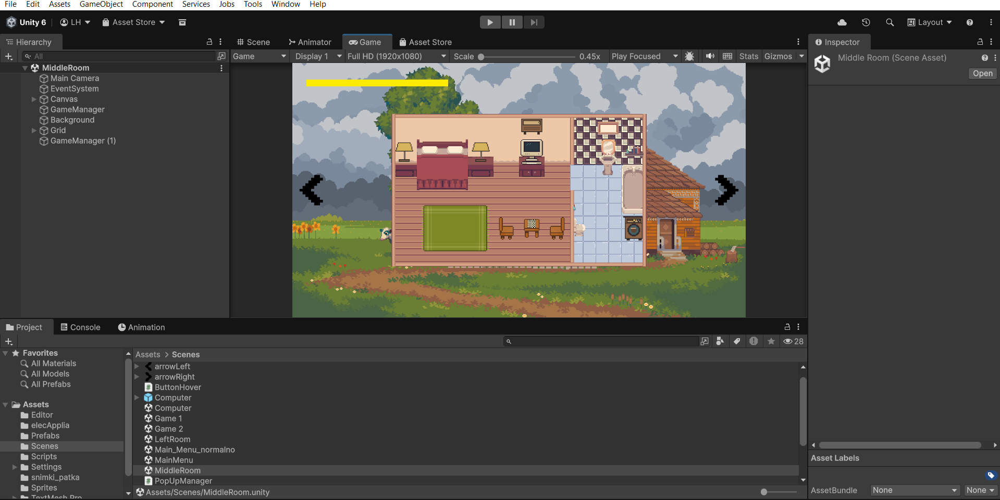 File Edit Assets GameObject Component Services Jobs Tools Window Help
Unity 6 LH Asset Store Layout
Hierarchy Scene Animator Game Asset Store Inspector
All Game Display 1 Full HD (1920x1080) Scale 0.45x Play Focused Stats Gizmos
Middle Room (Scene Asset)
Open
MiddleRoom
Main Camera
EventSystem
Canvas
GameManager
Background
Grid
GameManager (1)
Project Console Animation
28
Favorites
All Materials
All Models
All Prefabs
Assets
Editor
elecApplia
Prefabs
Scenes
Scripts
Settings
snimki_patka
Sprites
TextMesh Pro
Assets > Scenes
arrowLeft
arrowRight
ButtonHover
Computer
Computer
Game 1
Game 2
LeftRoom
Main_Menu_normalno
MainMenu
MiddleRoom
PopUpManager
Assets/Scenes/MiddleRoom.unity
Asset Labels
AssetBundle None None